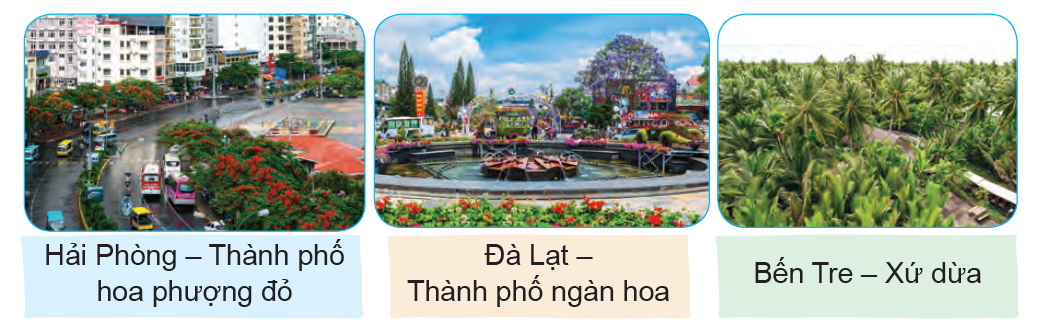 Hải Phòng – Thành phố
hoa phượng đỏ
Đà Lạt –
Thành phố ngàn hoa
Bến Tre – Xứ dừa